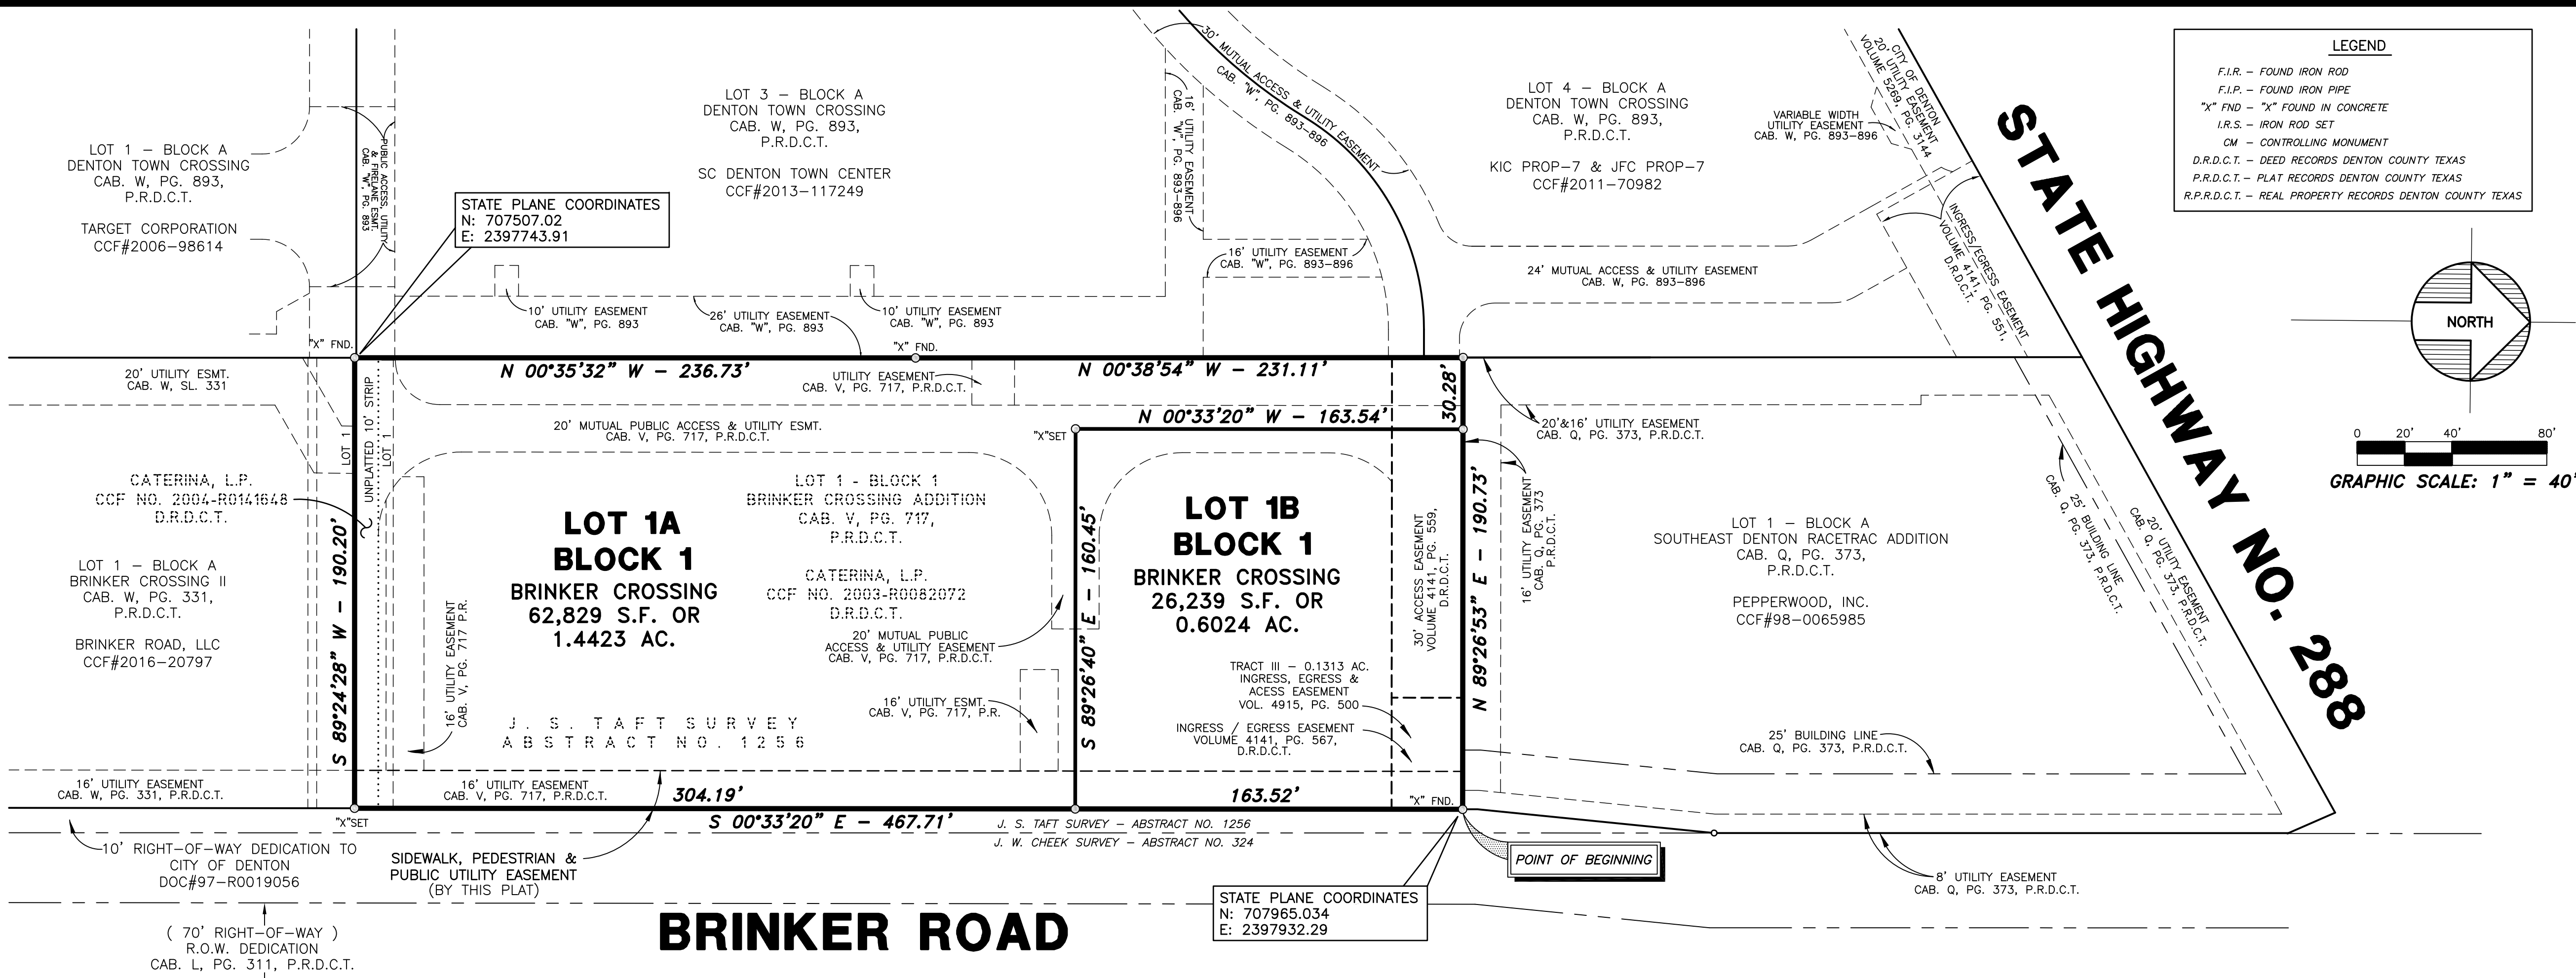 LOT 1 – BLOCK A
DENTON TOWN CROSSING
CAB. W, PG. 893,
P.R.D.C.T.
TARGET CORPORATION
CCF#2006-98614
PUBLIC ACCESS, UTILITY
& FIRELANE ESMT.
CAB. "W", PG. 893
STATE PLANE COORDINATES
N: 707507.02
E: 2397743.91
LOT 3 – BLOCK A
DENTON TOWN CROSSING
CAB. W, PG. 893,
P.R.D.C.T.
SC DENTON TOWN CENTER
CCF#2013-117249
16' UTILITY EASEMENT
CAB. "W", PG. 893-896
30' MUTUAL ACCESS & UTILITY EASEMENT
CAB. "W", PG. 893-896
16' UTILITY EASEMENT
CAB. "W", PG. 893-896
LOT 4 – BLOCK A
DENTON TOWN CROSSING
CAB. W, PG. 893,
P.R.D.C.T.
KIC PROP-7 & JFC PROP-7
CCF#2011-70982
VARIABLE WIDTH
UTILITY EASEMENT
CAB. W, PG. 893-896
CITY OF DENTON
20' UTILITY EASEMENT
VOLUME 5269, PG. 3144
INGRESS/EGRESS EASEMENT
VOLUME 4141, PG. 551,
D.R.D.C.T.
24' MUTUAL ACCESS & UTILITY EASEMENT
CAB. W, PG. 893-896
STATE HIGHWAY NO. 288
LEGEND
F.I.R. – FOUND IRON ROD
F.I.P. – FOUND IRON PIPE
"X" FND – "X" FOUND IN CONCRETE
I.R.S. – IRON ROD SET
CM – CONTROLLING MONUMENT
D.R.D.C.T. – DEED RECORDS DENTON COUNTY TEXAS
P.R.D.C.T. – PLAT RECORDS DENTON COUNTY TEXAS
R.P.R.D.C.T. – REAL PROPERTY RECORDS DENTON COUNTY TEXAS
NORTH
0 20' 40' 80'
GRAPHIC SCALE: 1" = 40'
10' UTILITY EASEMENT
CAB. "W", PG. 893
26' UTILITY EASEMENT
CAB. "W", PG. 893
10' UTILITY EASEMENT
CAB. "W", PG. 893
"X" FND.
"X" FND.
20' UTILITY ESMT.
CAB. W, SL. 331
N 00°35'32" W – 236.73'
UTILITY EASEMENT
CAB. V, PG. 717, P.R.D.C.T.
N 00°38'54" W – 231.11'
30.28'
N 00°33'20" W – 163.54'
"X"SET
20' MUTUAL PUBLIC ACCESS & UTILITY ESMT.
CAB. V, PG. 717, P.R.D.C.T.
20'&16' UTILITY EASEMENT
CAB. Q, PG. 373, P.R.D.C.T.
LOT 1
UNPLATTED 10' STRIP
LOT 1
CATERINA, L.P.
CCF NO. 2004-R0141648
D.R.D.C.T.
LOT 1 – BLOCK A
BRINKER CROSSING II
CAB. W, PG. 331,
P.R.D.C.T.
BRINKER ROAD, LLC
CCF#2016-20797
S 89°24'28" W – 190.20'
16' UTILITY EASEMENT
CAB. V, PG. 717 P.R.
LOT 1A
BLOCK 1
BRINKER CROSSING
62,829 S.F. OR
1.4423 AC.
LOT 1 - BLOCK 1
BRINKER CROSSING ADDITION
CAB. V, PG. 717,
P.R.D.C.T.
CATERINA, L.P.
CCF NO. 2003-R0082072
D.R.D.C.T.
20' MUTUAL PUBLIC
ACCESS & UTILITY EASEMENT
CAB. V, PG. 717, P.R.D.C.T.
16' UTILITY ESMT.
CAB. V, PG. 717, P.R.
J. S. TAFT SURVEY
ABSTRACT NO. 1256
S 89°26'40" E – 160.45'
LOT 1B
BLOCK 1
BRINKER CROSSING
26,239 S.F. OR
0.6024 AC.
TRACT III – 0.1313 AC.
INGRESS, EGRESS &
ACESS EASEMENT
VOL. 4915, PG. 500
INGRESS / EGRESS EASEMENT
VOLUME 4141, PG. 567,
D.R.D.C.T.
30' ACCESS EASEMENT
VOLUME 4141, PG. 559,
D.R.D.C.T.
N 89°26'53" E – 190.73'
16' UTILITY EASEMENT
CAB. Q, PG. 373
P.R.D.C.T.
LOT 1 – BLOCK A
SOUTHEAST DENTON RACETRAC ADDITION
CAB. Q, PG. 373,
P.R.D.C.T.
PEPPERWOOD, INC.
CCF#98-0065985
25' BUILDING LINE
CAB. Q, PG. 373, P.R.D.C.T.
20' UTILITY EASEMENT
CAB. Q, PG. 373, P.R.D.C.T.
25' BUILDING LINE
CAB. Q, PG. 373, P.R.D.C.T.
16' UTILITY EASEMENT
CAB. W, PG. 331, P.R.D.C.T.
16' UTILITY EASEMENT
CAB. V, PG. 717, P.R.D.C.T.
304.19'
163.52'
"X" FND.
"X"SET
S 00°33'20" E – 467.71'
J. S. TAFT SURVEY – ABSTRACT NO. 1256
J. W. CHEEK SURVEY – ABSTRACT NO. 324
10' RIGHT-OF-WAY DEDICATION TO
CITY OF DENTON
DOC#97-R0019056
SIDEWALK, PEDESTRIAN &
PUBLIC UTILITY EASEMENT
(BY THIS PLAT)
POINT OF BEGINNING
8' UTILITY EASEMENT
CAB. Q, PG. 373, P.R.D.C.T.
STATE PLANE COORDINATES
N: 707965.034
E: 2397932.29
BRINKER ROAD
( 70' RIGHT-OF-WAY )
R.O.W. DEDICATION
CAB. L, PG. 311, P.R.D.C.T.